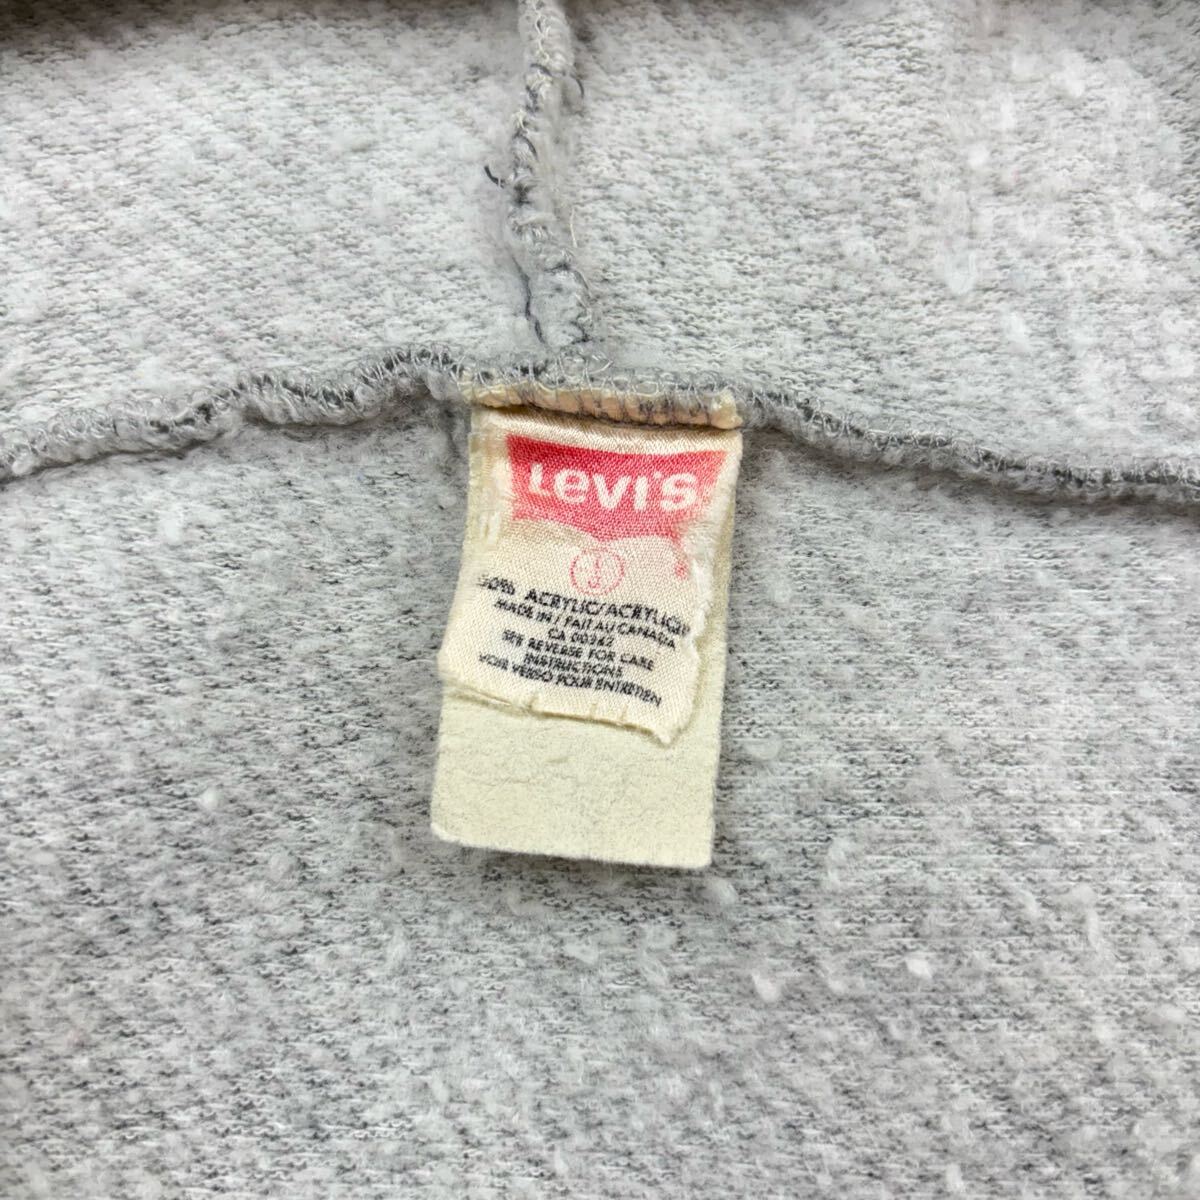 Levi's
ACRYLIC/ACRYLIQUE
MADE IN / FAIT AU CANADA
CA 00342
SEE REVERSE FOR CARE
INSTRUCTIONS
VOIR VERSO POUR ENTRETIEN